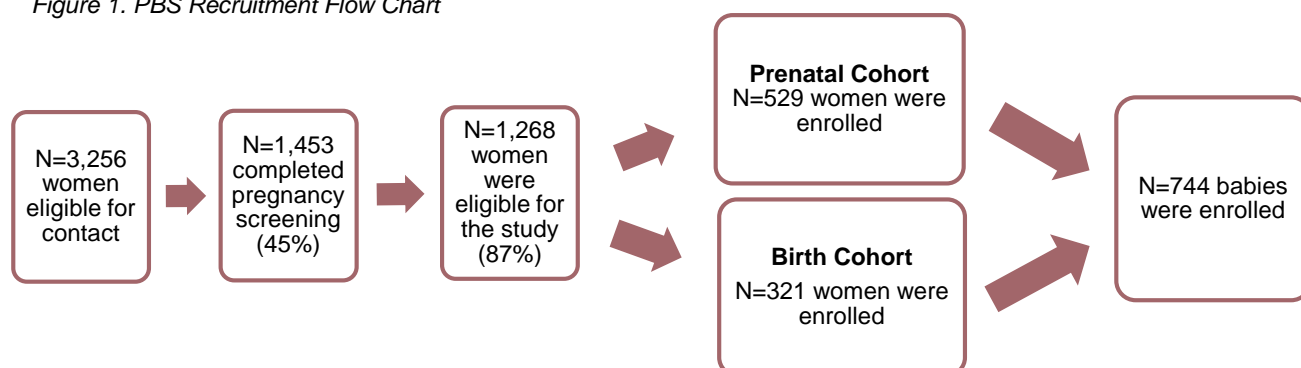 Figure 1. PBS Recruitment Flow Chart
N=3,256
women
eligible for
contact
N=1,453
completed
pregnancy
screening
(45%)
N=1,268
women
were
eligible for
the study
(87%)
Prenatal Cohort
N=529 women were
enrolled
Birth Cohort
N=321 women were
enrolled
N=744 babies
were enrolled